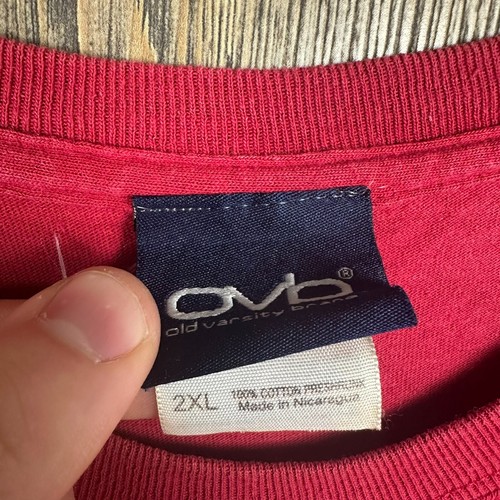 ovb®
old varsity brand
2XL
100% COTTON PRESHRUNK
Made in Nicaragua